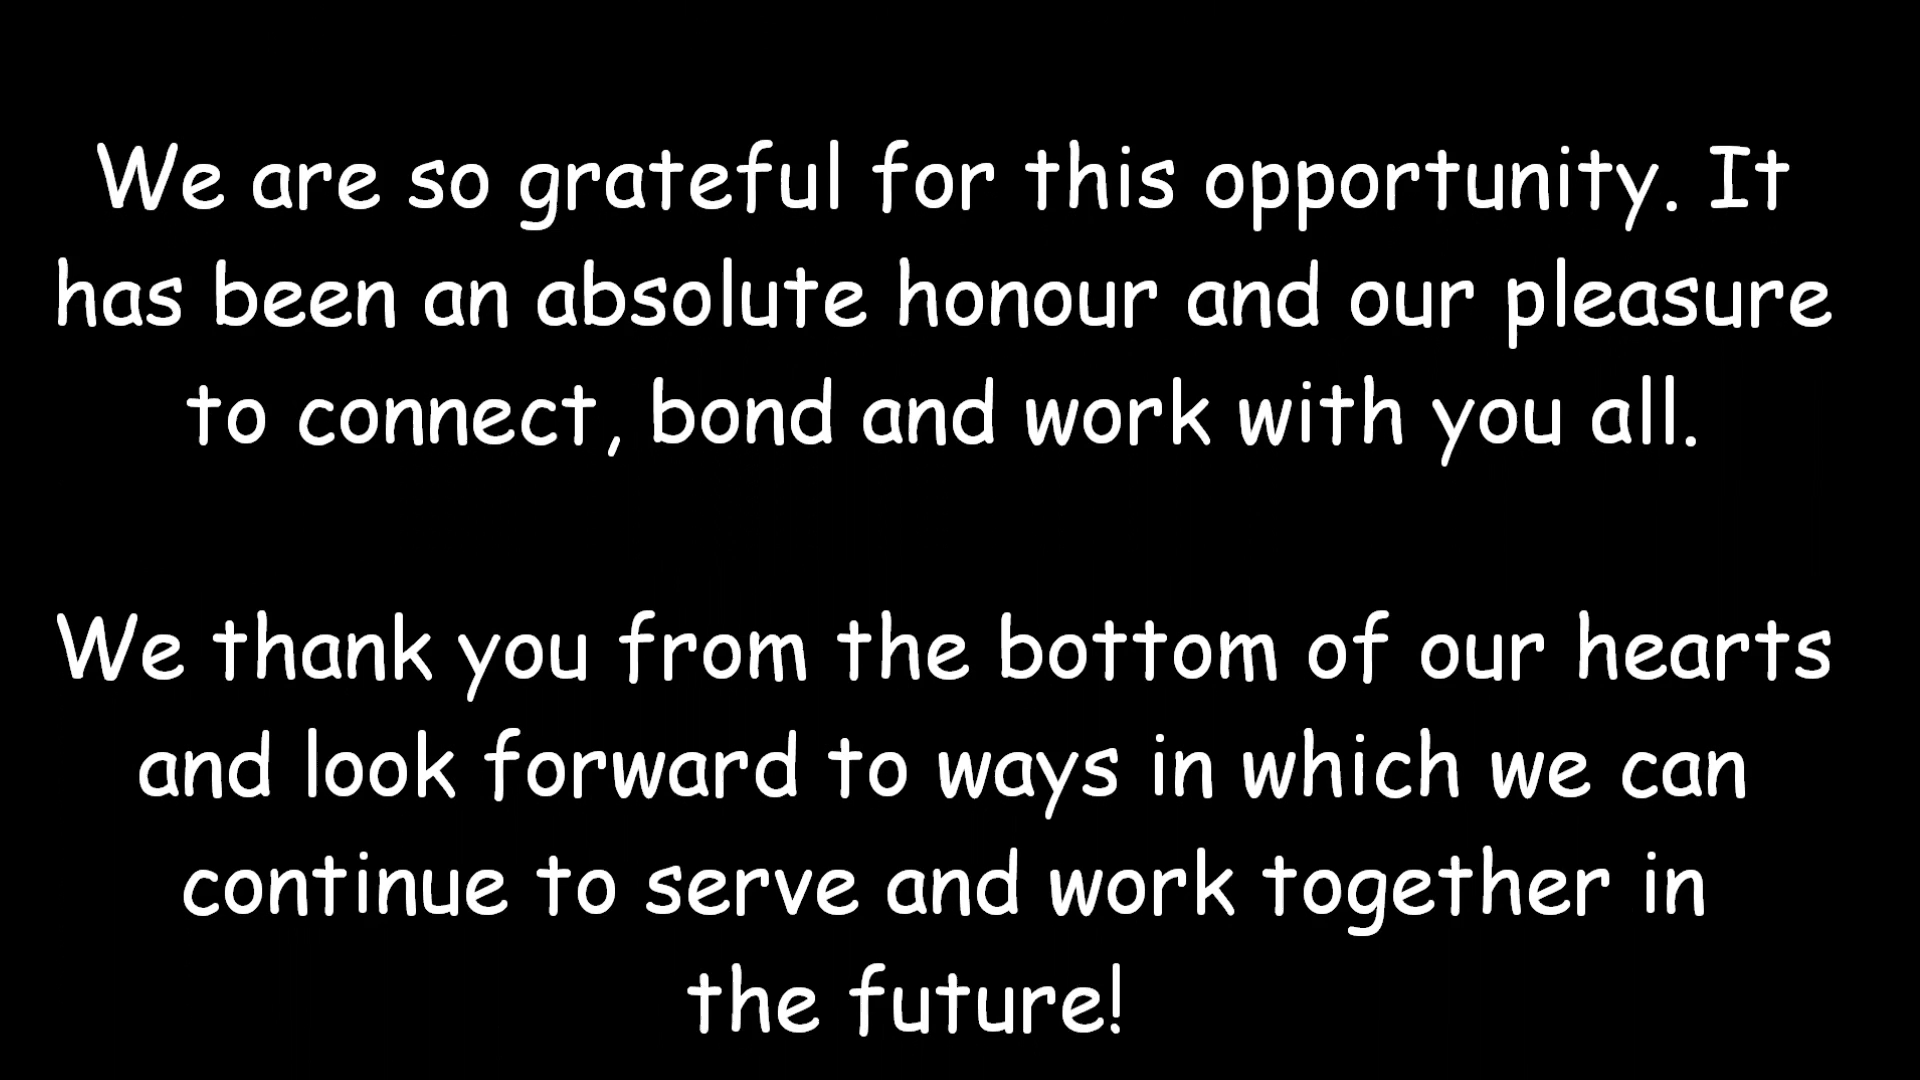 We are so grateful for this opportunity. It
has been an absolute honour and our pleasure
to connect, bond and work with you all.
We thank you from the bottom of our hearts
and look forward to ways in which we can
continue to serve and work together in
the future!